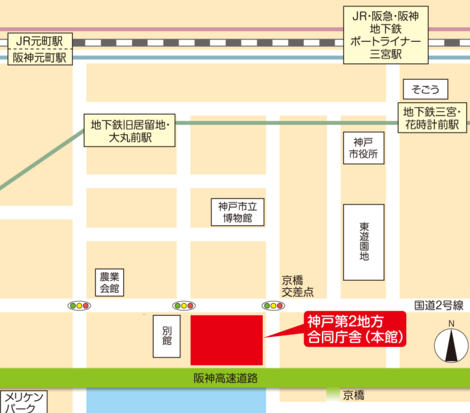 JR元町駅
阪神元町駅
JR・阪急・阪神
地下鉄
ポートライナー
三宮駅
そごう
地下鉄三宮・
花時計前駅
地下鉄旧居留地・
大丸前駅
神戸
市役所
神戸市立
博物館
東遊園地
農業
会館
京橋
交差点
国道2号線
別館
神戸第2地方
合同庁舎(本館)
N
阪神高速道路
メリケン
パーク
京橋